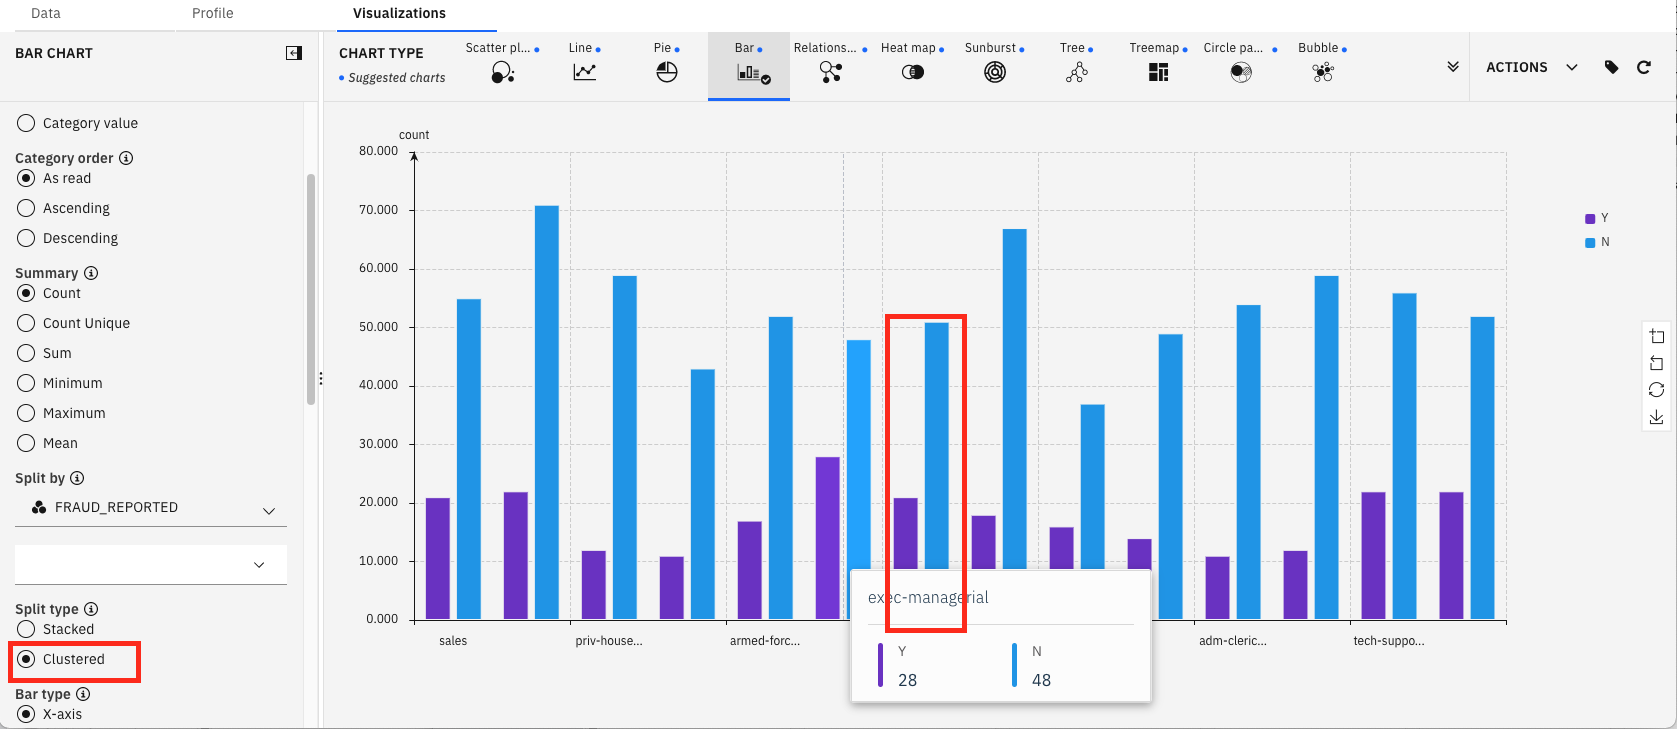 Data
Profile
Visualizations
BAR CHART
CHART TYPE
Suggested charts
Scatter pl...
Line
Pie
Bar
Relations...
Heat map
Sunburst
Tree
Treemap
Circle pa...
Bubble
ACTIONS
Category value
Category order
As read
Ascending
Descending
Summary
Count
Count Unique
Sum
Minimum
Maximum
Mean
Split by
FRAUD_REPORTED
Split type
Stacked
Clustered
Bar type
X-axis
count
80.000
70.000
60.000
50.000
40.000
30.000
20.000
10.000
0.000
sales
priv-house...
armed-forc...
adm-cleric...
tech-suppo...
Y
N
exec-managerial
Y
N
28
48